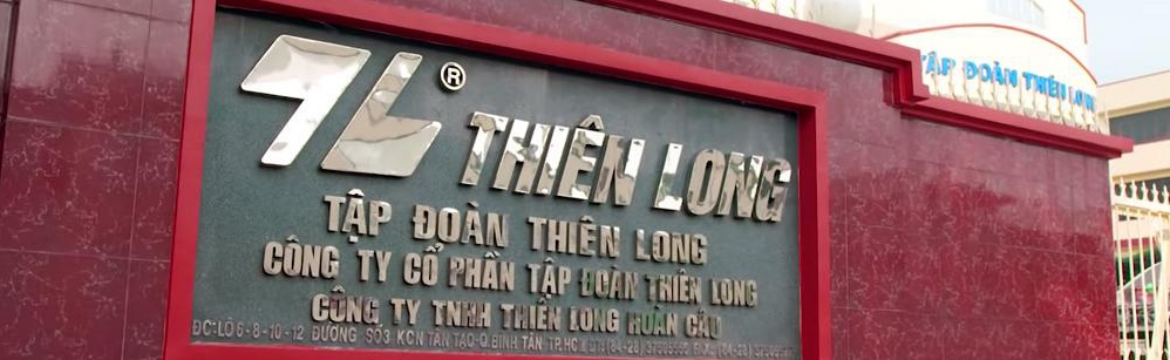 TL ®
THIÊN LONG
TẬP ĐOÀN THIÊN LONG
CÔNG TY CỔ PHẦN TẬP ĐOÀN THIÊN LONG
CÔNG TY TNHH THIÊN LONG HOÀN CẦU
ĐC: LÔ 6-8-10-12 ĐƯỜNG SỐ 3 KCN TÂN TẠO-Q.BÌNH TÂN TP.HCM (84-28)
TẬP ĐOÀN THIÊN LONG